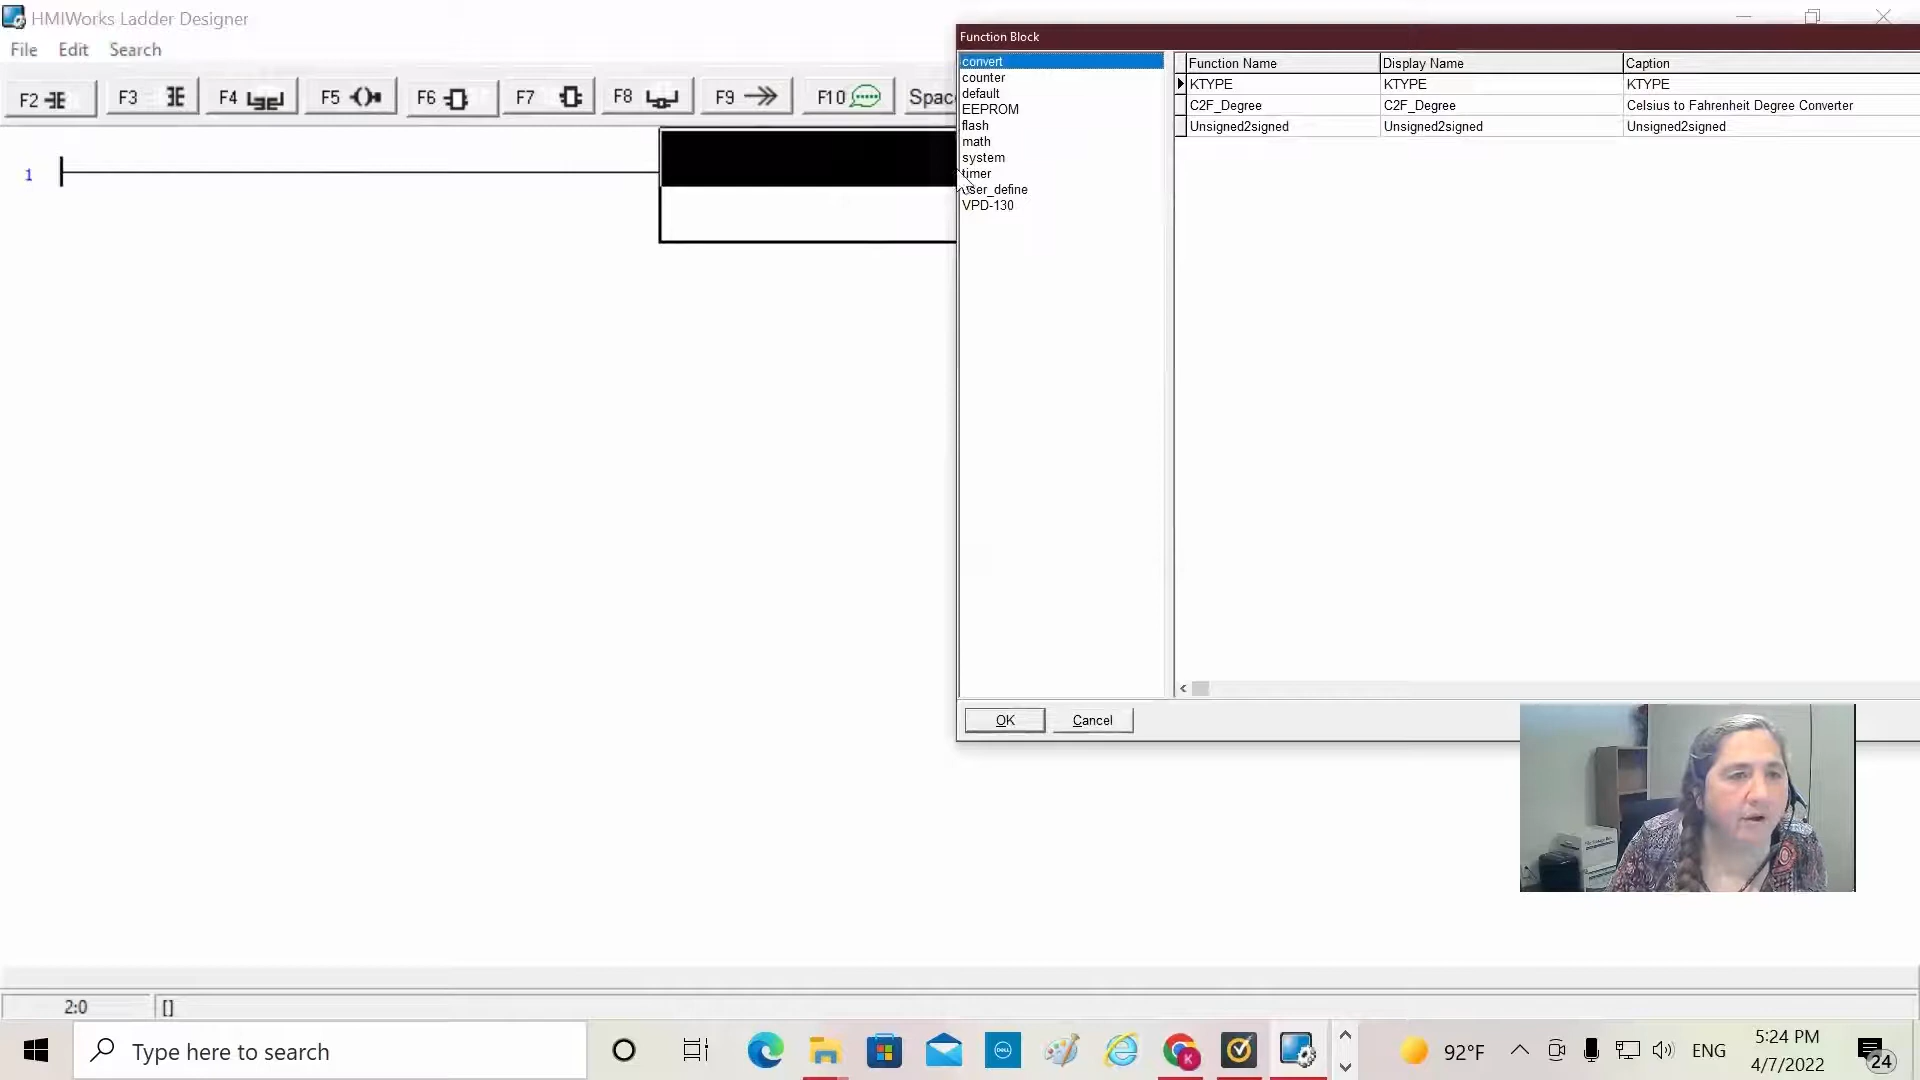 HMIWorks Ladder Designer
File Edit Search
F2 F3 F4 F5 F6 F7 F8 F9 F10 Spac
1
Function Block
convert
counter
default
EEPROM
flash
math
system
timer
user_define
VPD-130
Function Name Display Name Caption
KTYPE KTYPE KTYPE
C2F_Degree C2F_Degree Celsius to Fahrenheit Degree Converter
Unsigned2signed Unsigned2signed Unsigned2signed
OK Cancel
2:0 []
Type here to search
DELL
K
92°F
ENG
5:24 PM
4/7/2022
24